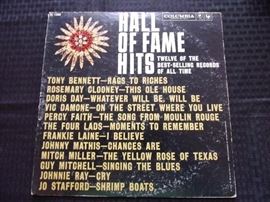 COLUMBIA
HALL OF FAME
HITS
TWELVE OF THE
BEST-SELLING RECORDS
OF ALL TIME
TONY BENNETT—RAGS TO RICHES
ROSEMARY CLOONEY—THIS OLE HOUSE
DORIS DAY—WHATEVER WILL BE, WILL BE
VIC DAMONE—ON THE STREET WHERE YOU LIVE
PERCY FAITH—THE SONG FROM MOULIN ROUGE
THE FOUR LADS—MOMENTS TO REMEMBER
FRANKIE LAINE—I BELIEVE
JOHNNY MATHIS—CHANCES ARE
MITCH MILLER—THE YELLOW ROSE OF TEXAS
GUY MITCHELL—SINGING THE BLUES
JOHNNIE RAY—CRY
JO STAFFORD—SHRIMP BOATS